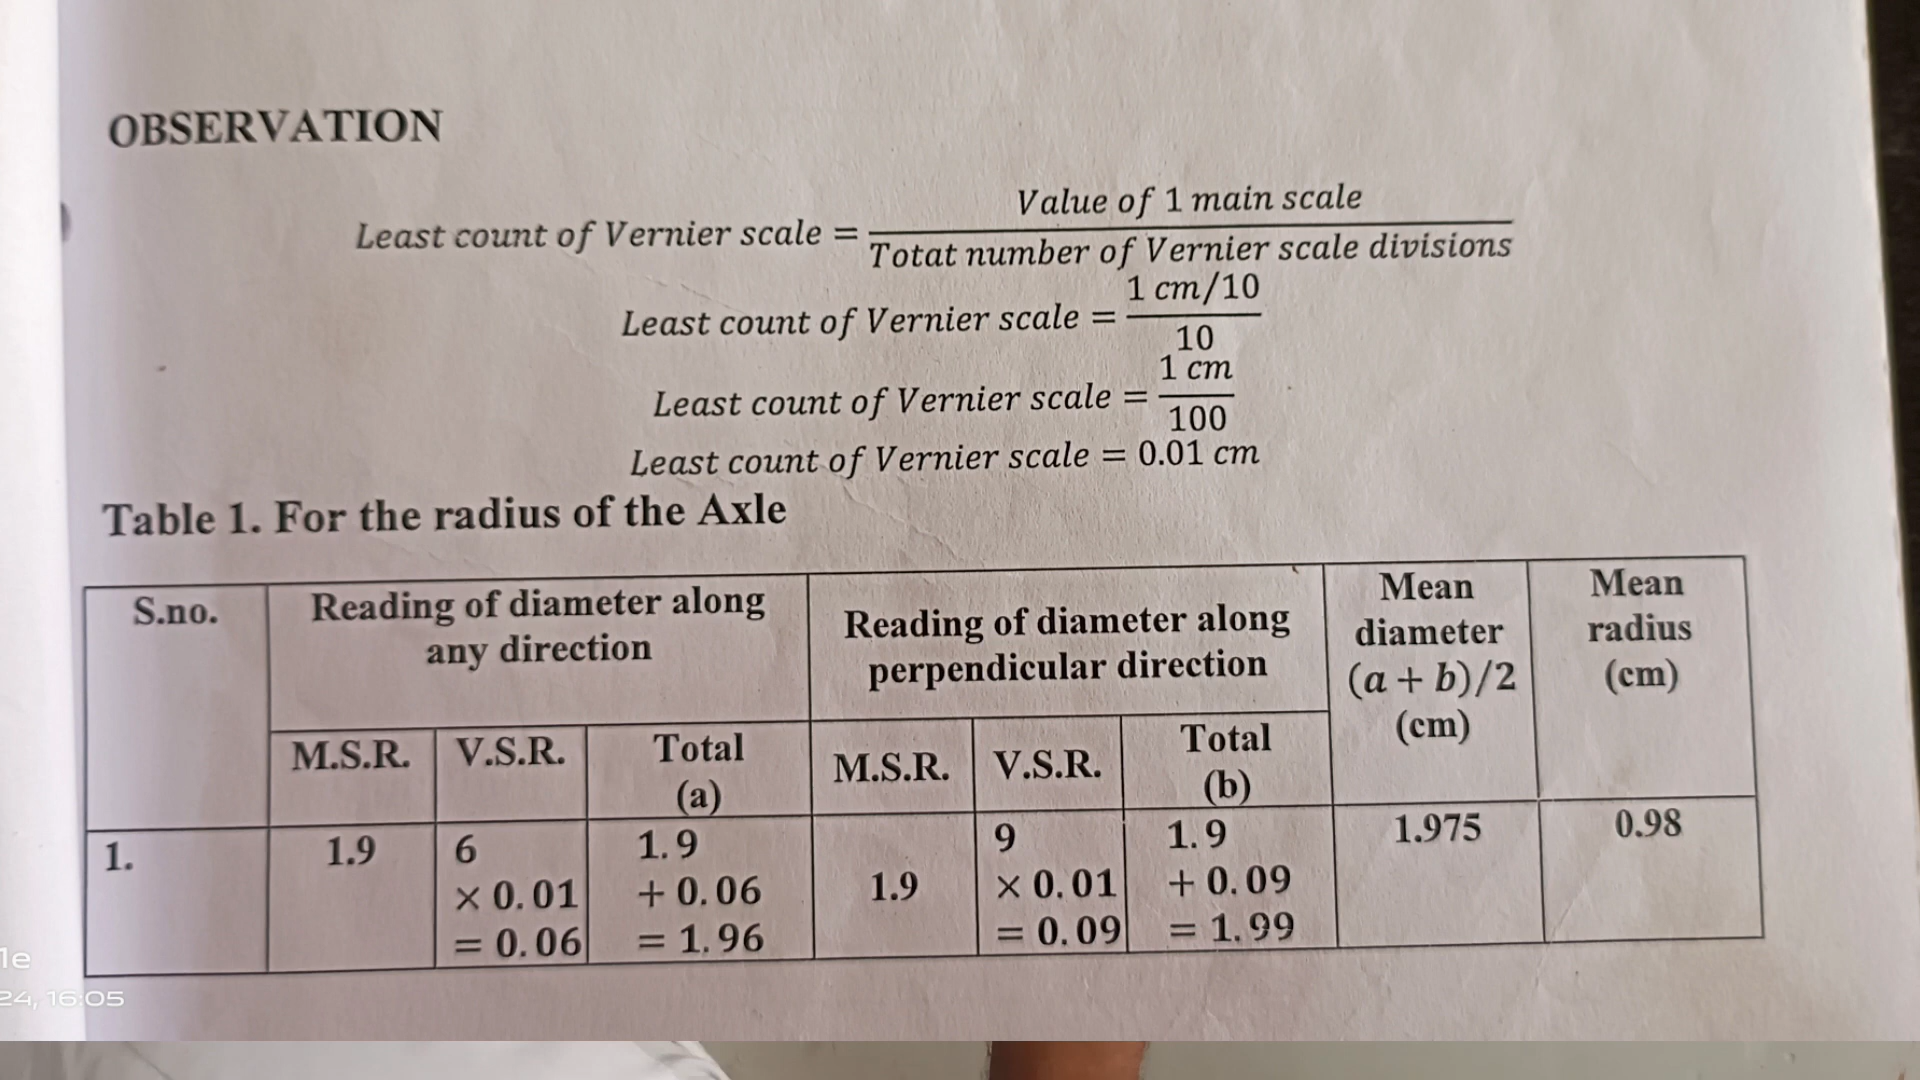 OBSERVATION
Least count of Vernier scale = Value of 1 main scale / Totat number of Vernier scale divisions
Least count of Vernier scale = 1 cm/10 / 10
Least count of Vernier scale = 1 cm / 100
Least count of Vernier scale = 0.01 cm
Table 1. For the radius of the Axle
S.no.
Reading of diameter along
any direction
Reading of diameter along
perpendicular direction
Mean
diameter
(a + b)/2
(cm)
Mean
radius
(cm)
M.S.R.
V.S.R.
Total
(a)
M.S.R.
V.S.R.
Total
(b)
1.
1.9
6
× 0.01
= 0.06
1.9
+ 0.06
= 1.96
1.9
9
× 0.01
= 0.09
1.9
+ 0.09
= 1.99
1.975
0.98
le
24, 16:05